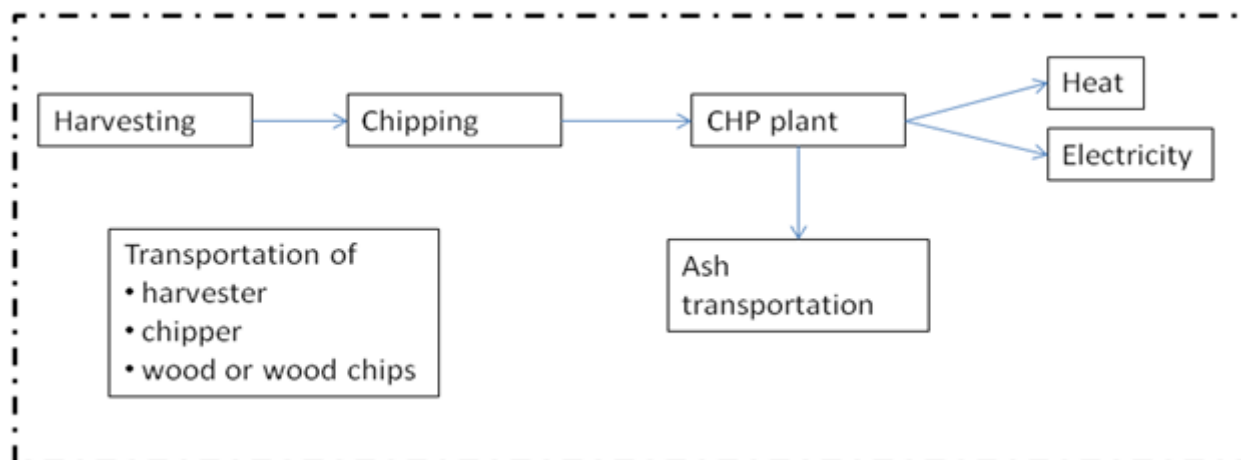 Harvesting
Chipping
CHP plant
Heat
Electricity
Transportation of
• harvester
• chipper
• wood or wood chips
Ash
transportation